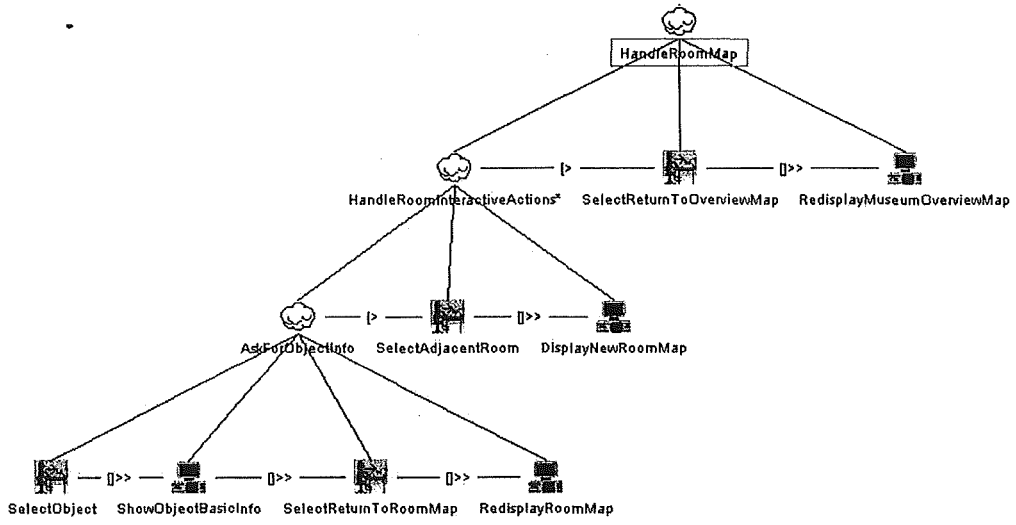 HandleRoomMap
[> []>>
HandleRoomInteractiveActions* SelectReturnToOverviewMap RedisplayMuseumOverviewMap
[> []>>
AskForObjectInfo SelectAdjacentRoom DisplayNewRoomMap
[]>> []>> []>>
SelectObject ShowObjectBasicInfo SelectReturnToRoomMap RedisplayRoomMap